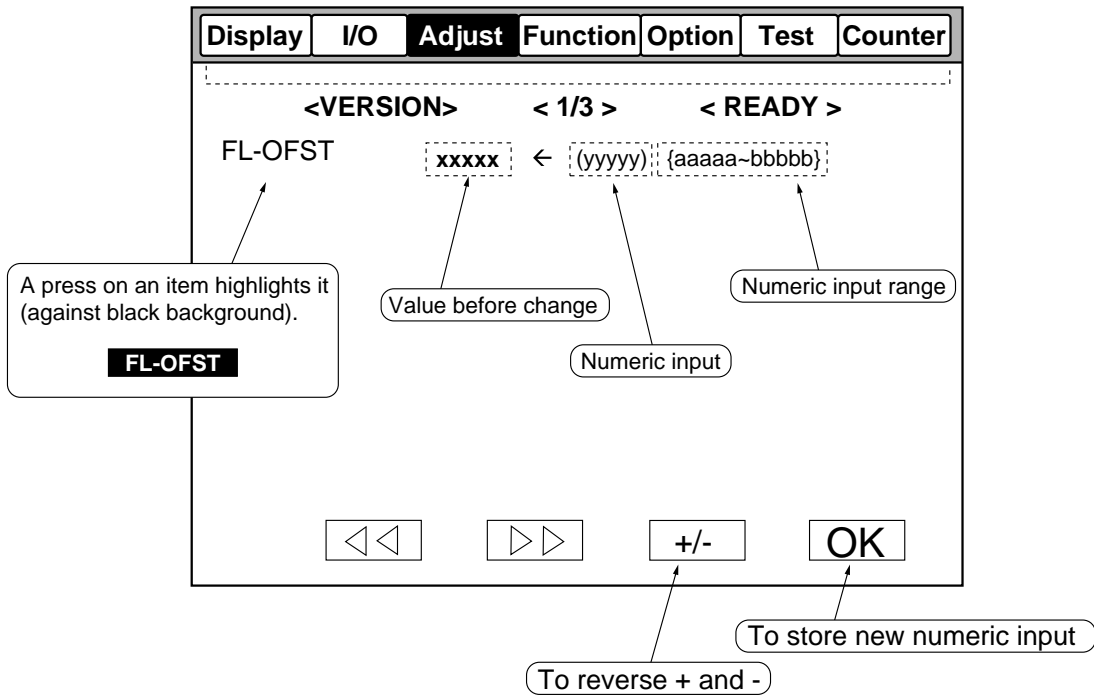 Display I/O Adjust Function Option Test Counter
<VERSION> < 1/3 > < READY >
FL-OFST xxxxx ← (yyyyy) {aaaaa~bbbbb}
A press on an item highlights it
(against black background).
FL-OFST
Value before change
Numeric input range
Numeric input
+/- OK
To store new numeric input
To reverse + and -